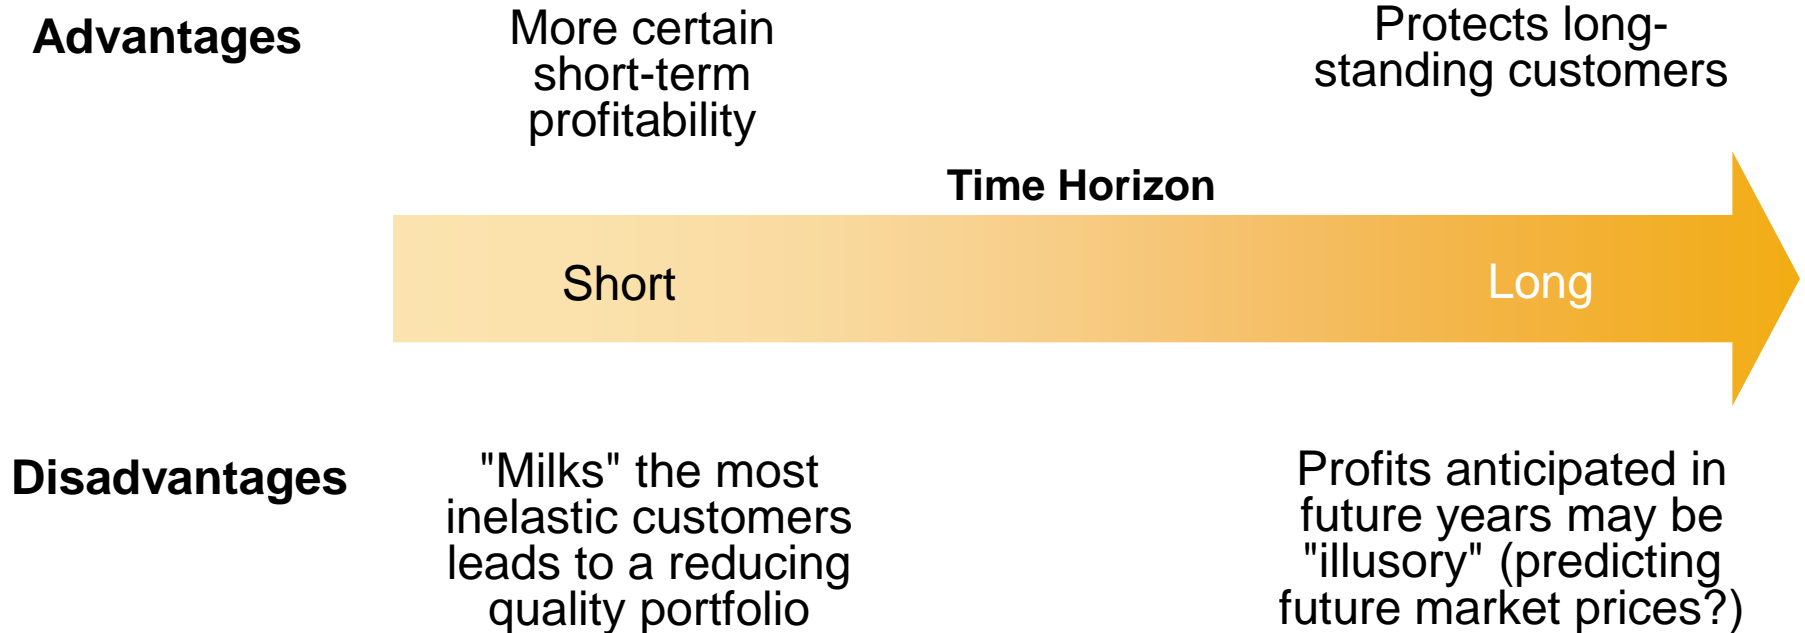 Advantages
More certain
short-term
profitability
Protects long-
standing customers
Time Horizon
Short
Long
Disadvantages
"Milks" the most
inelastic customers
leads to a reducing
quality portfolio
Profits anticipated in
future years may be
"illusory" (predicting
future market prices?)